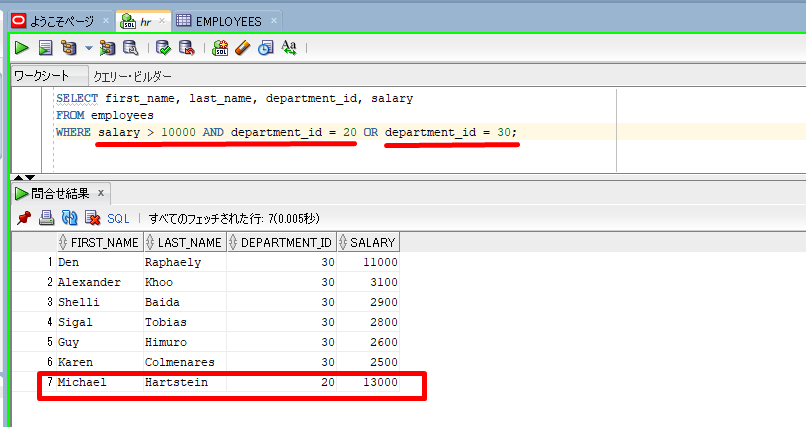 ようこそページ hr EMPLOYEES
SQL
ワークシート クエリー・ビルダー
SELECT first_name, last_name, department_id, salary
FROM employees
WHERE salary > 10000 AND department_id = 20 OR department_id = 30;
問合せ結果 x
SQL | すべてのフェッチされた行: 7(0.005秒)
FIRST_NAME LAST_NAME DEPARTMENT_ID SALARY
1 Den Raphaely 30 11000
2 Alexander Khoo 30 3100
3 Shelli Baida 30 2900
4 Sigal Tobias 30 2800
5 Guy Himuro 30 2600
6 Karen Colmenares 30 2500
7 Michael Hartstein 20 13000